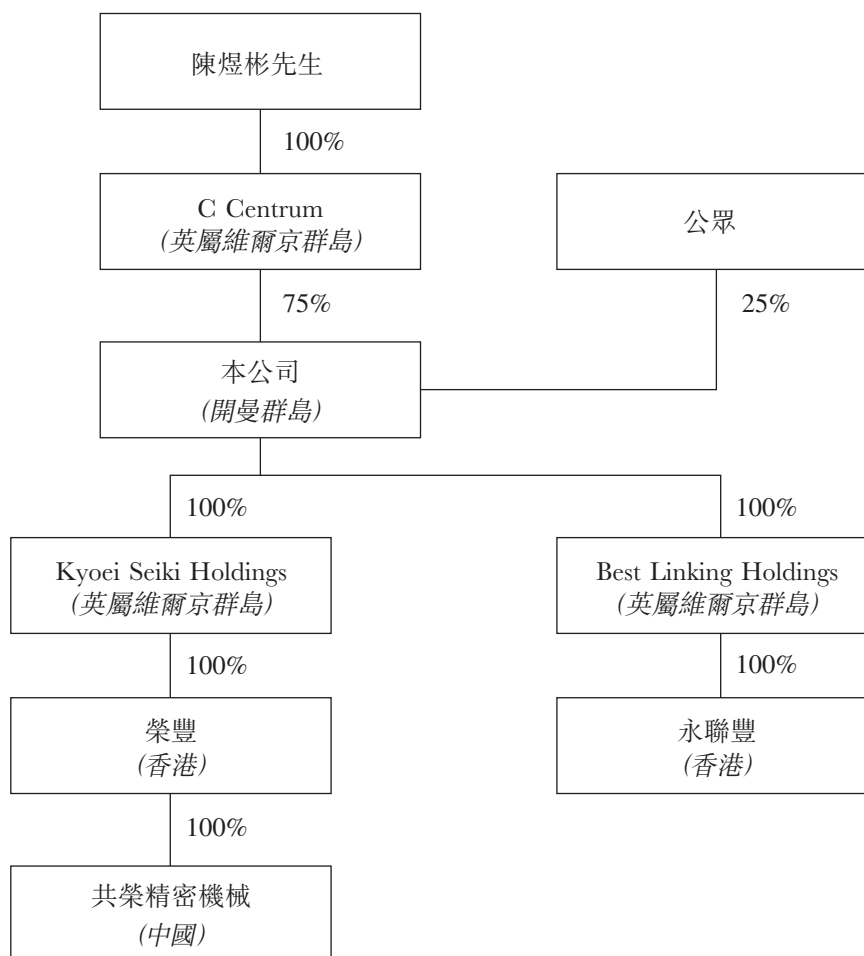 陳煜彬先生
100%
C Centrum
(英屬維爾京群島)
公眾
75%
25%
本公司
(開曼群島)
100%
100%
Kyoei Seiki Holdings
(英屬維爾京群島)
Best Linking Holdings
(英屬維爾京群島)
100%
100%
榮豐
(香港)
永聯豐
(香港)
100%
共榮精密機械
(中國)